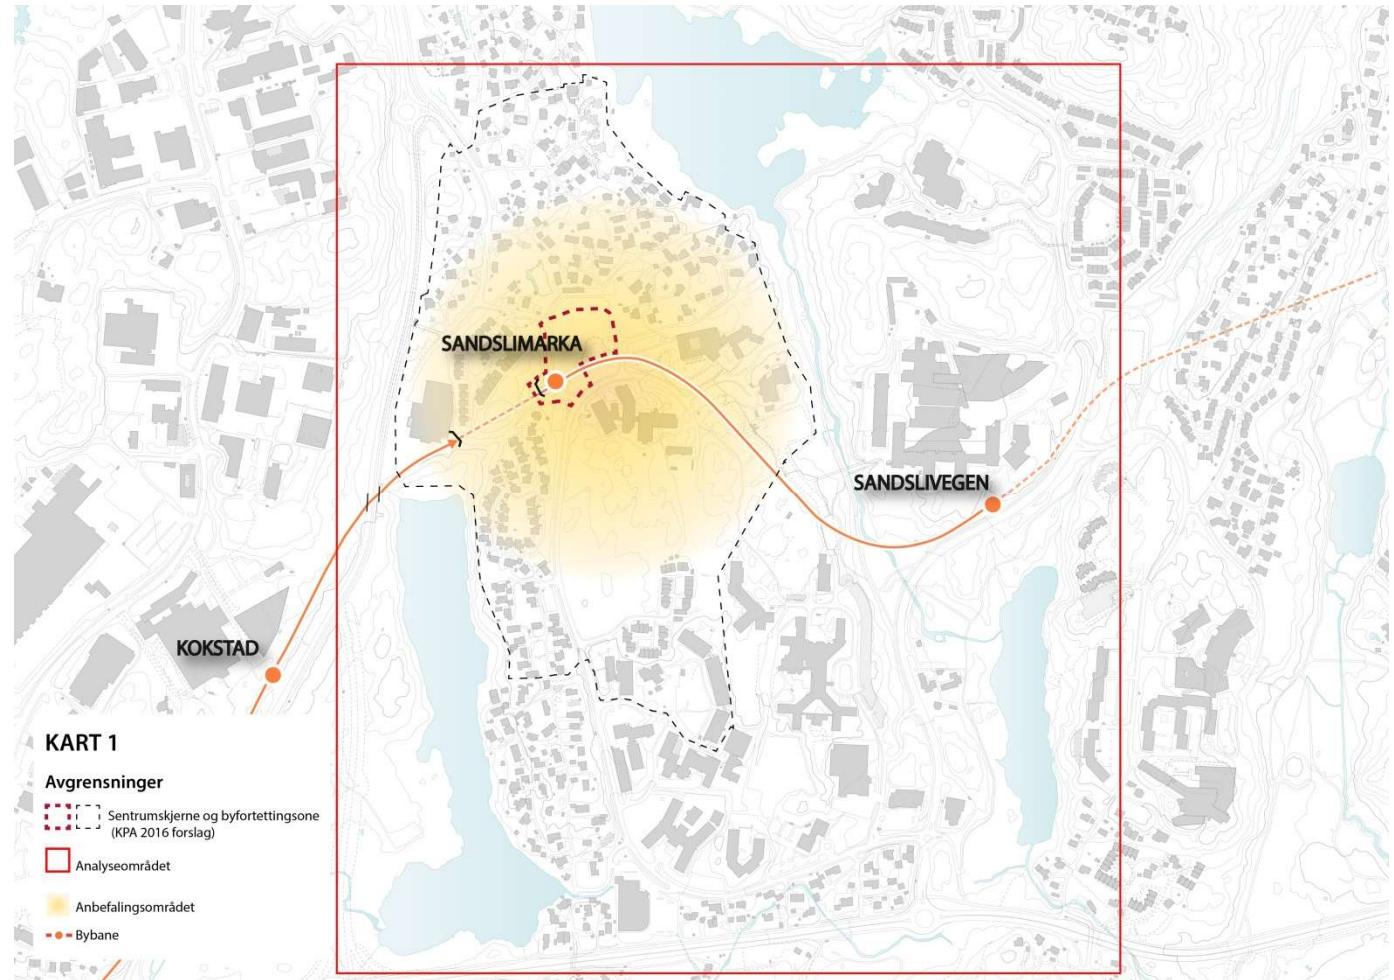 SANDSLIMARKA
SANDSLIVEGEN
KOKSTAD
KART 1
Avgrensninger
Sentrumskjerne og byfortettingsone
(KPA 2016 forslag)
Analyseområdet
Anbefalingsområdet
Bybane